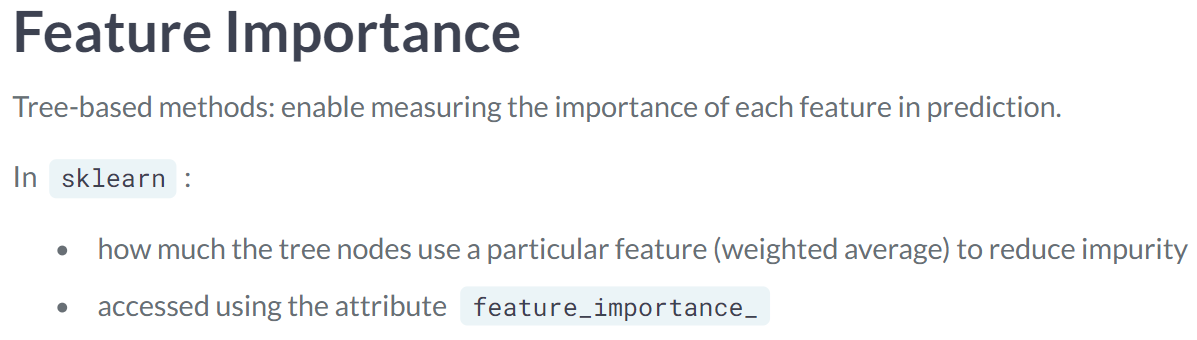 Feature Importance
Tree-based methods: enable measuring the importance of each feature in prediction.
In sklearn :
• how much the tree nodes use a particular feature (weighted average) to reduce impurity
• accessed using the attribute feature_importance_